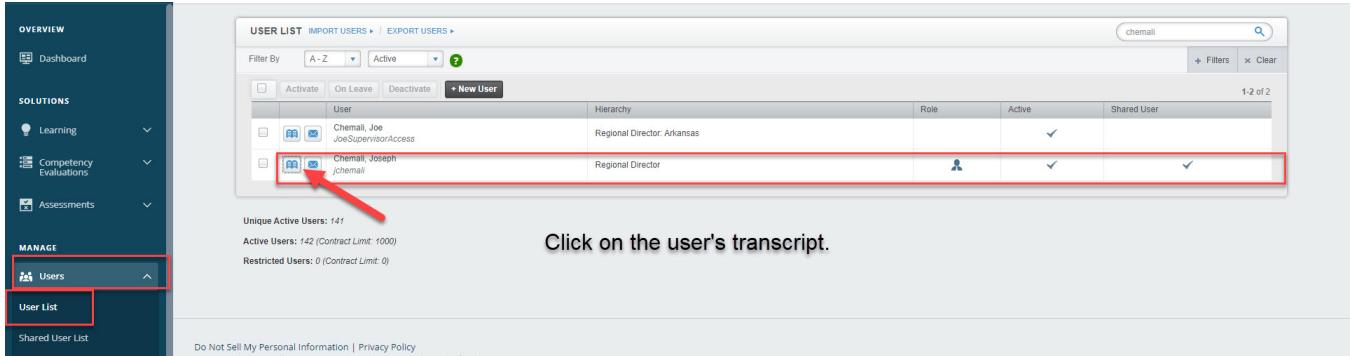 OVERVIEW
Dashboard
SOLUTIONS
Learning
Competency
Evaluations
Assessments
MANAGE
Users
User List
Shared User List
USER LIST IMPORT USERS ▸ / EXPORT USERS ▸
chemali
Filter By A - Z Active ?
+ Filters × Clear
Activate On Leave Deactivate + New User
1-2 of 2
User Hierarchy Role Active Shared User
Chemali, Joe
JoeSupervisorAccess
Regional Director: Arkansas
Chemali, Joseph
jchemali
Regional Director
Unique Active Users: 141
Active Users: 142 (Contract Limit: 1000)
Restricted Users: 0 (Contract Limit: 0)
Click on the user's transcript.
Do Not Sell My Personal Information | Privacy Policy